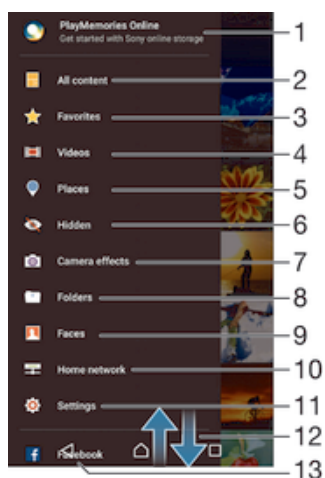 PlayMemories Online
1
Get started with Sony online storage
All content
2
Favorites
3
Videos
4
Places
5
Hidden
6
Camera effects
7
Folders
8
Faces
9
Home network
10
Settings
11
12
Facebook
13